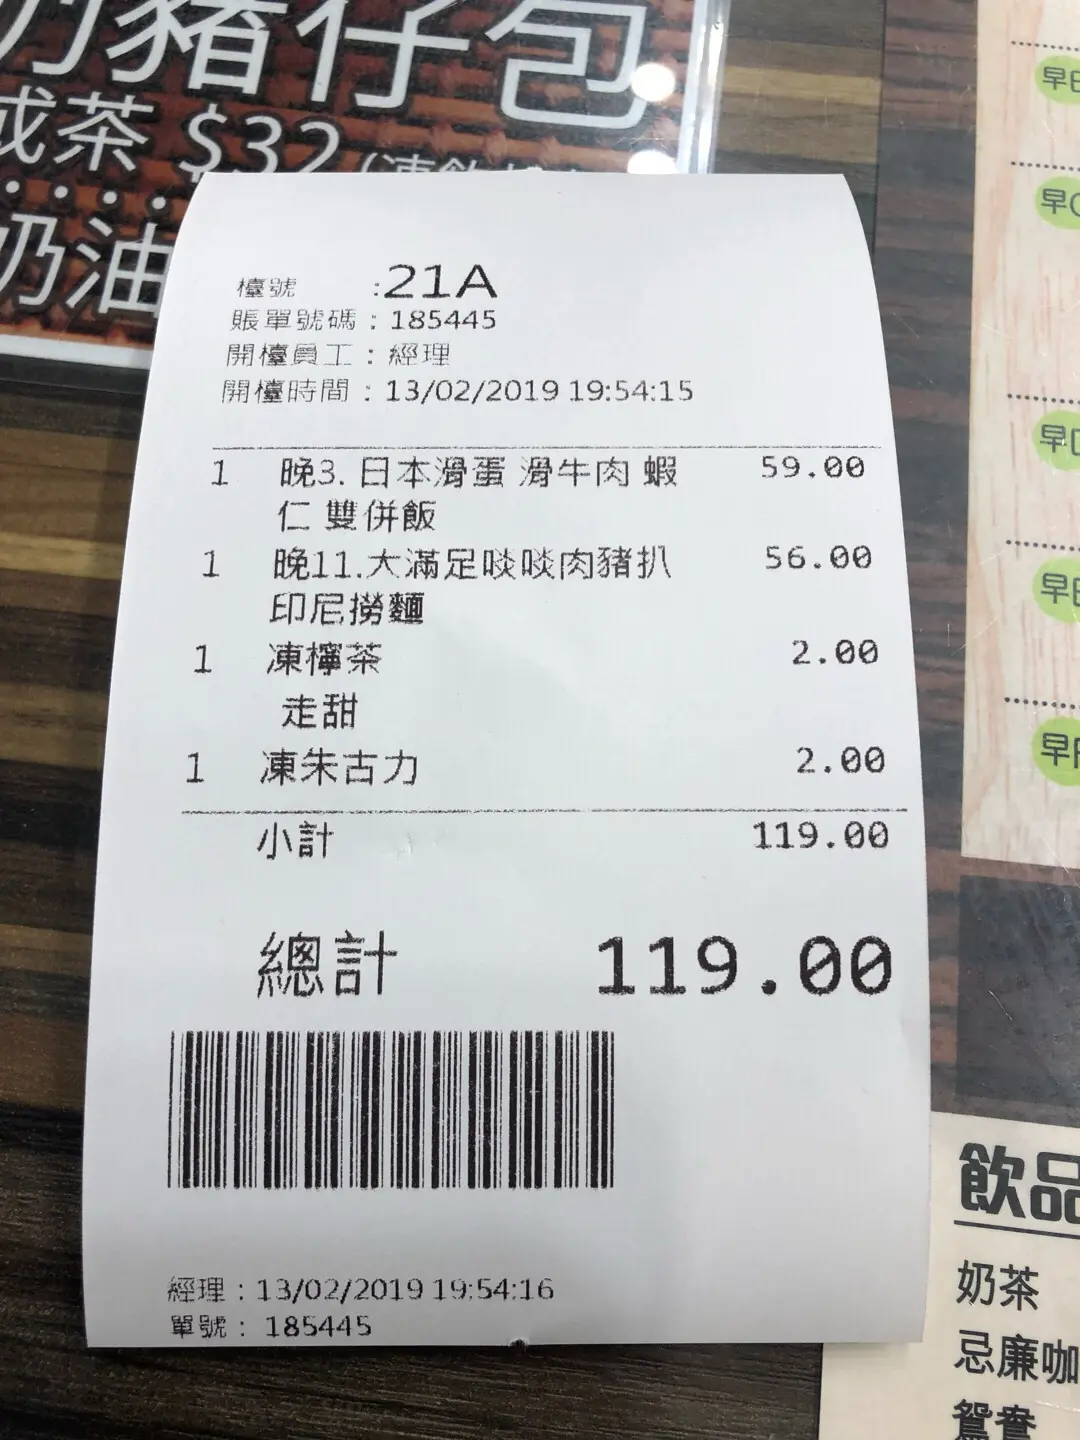 豬仔包
或茶 $32
奶油
檯號 :21A
賬單號碼 : 185445
開檯員工 : 經理
開檯時間 : 13/02/2019 19:54:15
1 晚3. 日本滑蛋 滑牛肉 蝦 59.00
仁 雙併飯
1 晚11.大滿足啖啖肉豬扒 56.00
印尼撈麵
1 凍檸茶 2.00
走甜
1 凍朱古力 2.00
小計 119.00
總計 119.00
經理 : 13/02/2019 19:54:16
單號 : 185445
早
早
早
早
早
飲品
奶茶
忌廉咖
鴛鴦